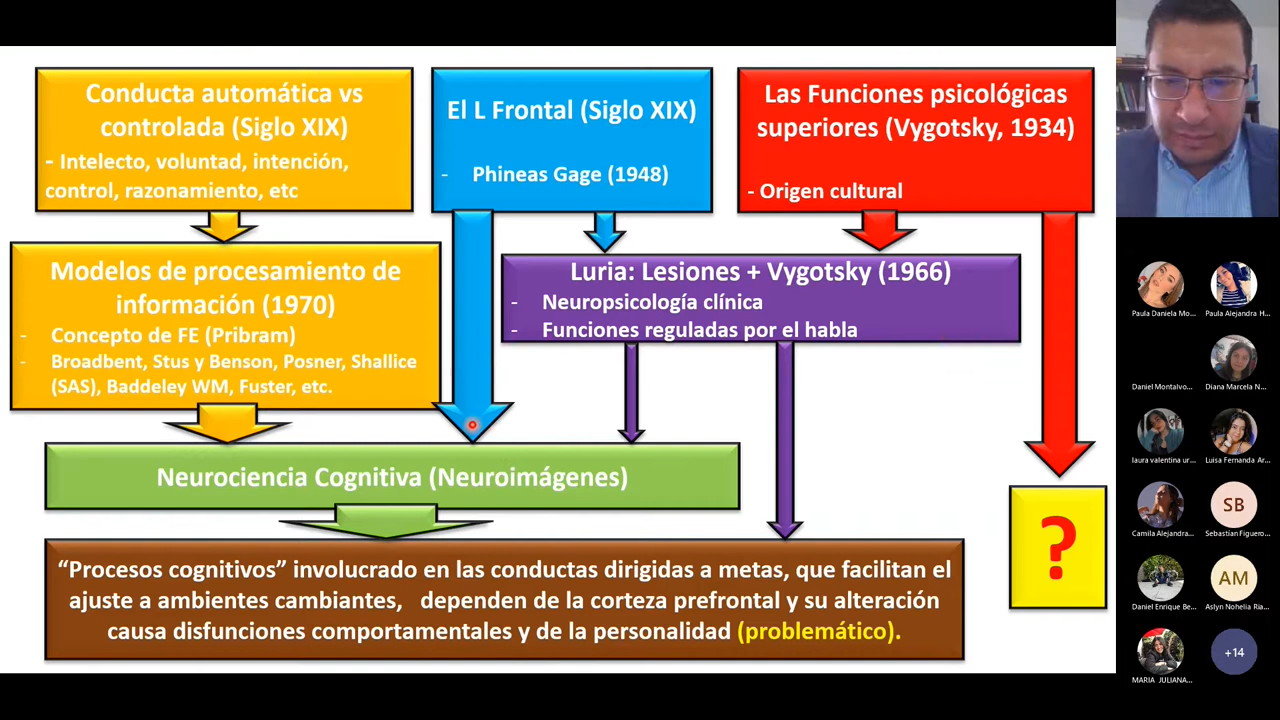 Conducta automática vs
controlada (Siglo XIX)
- Intelecto, voluntad, intención,
control, razonamiento, etc
El L Frontal (Siglo XIX)
- Phineas Gage (1948)
Las Funciones psicológicas
superiores (Vygotsky, 1934)
- Origen cultural
Modelos de procesamiento de
información (1970)
- Concepto de FE (Pribram)
- Broadbent, Stus y Benson, Posner, Shallice
(SAS), Baddeley WM, Fuster, etc.
Luria: Lesiones + Vygotsky (1966)
- Neuropsicología clínica
- Funciones reguladas por el habla
Neurociencia Cognitiva (Neuroimágenes)
?
“Procesos cognitivos” involucrado en las conductas dirigidas a metas, que facilitan el
ajuste a ambientes cambiantes, dependen de la corteza prefrontal y su alteración
causa disfunciones comportamentales y de la personalidad (problemático).
Paula Daniela Mo...
Paula Alejandra H...
Daniel Montalvo...
Diana Marcela N...
laura valentina ur...
Luisa Fernanda Ar...
Camila Alejandra...
SB
Sebastian Figuero...
Daniel Enrique Be...
AM
Aslyn Nohelia Ria...
MARIA JULIANA...
+14